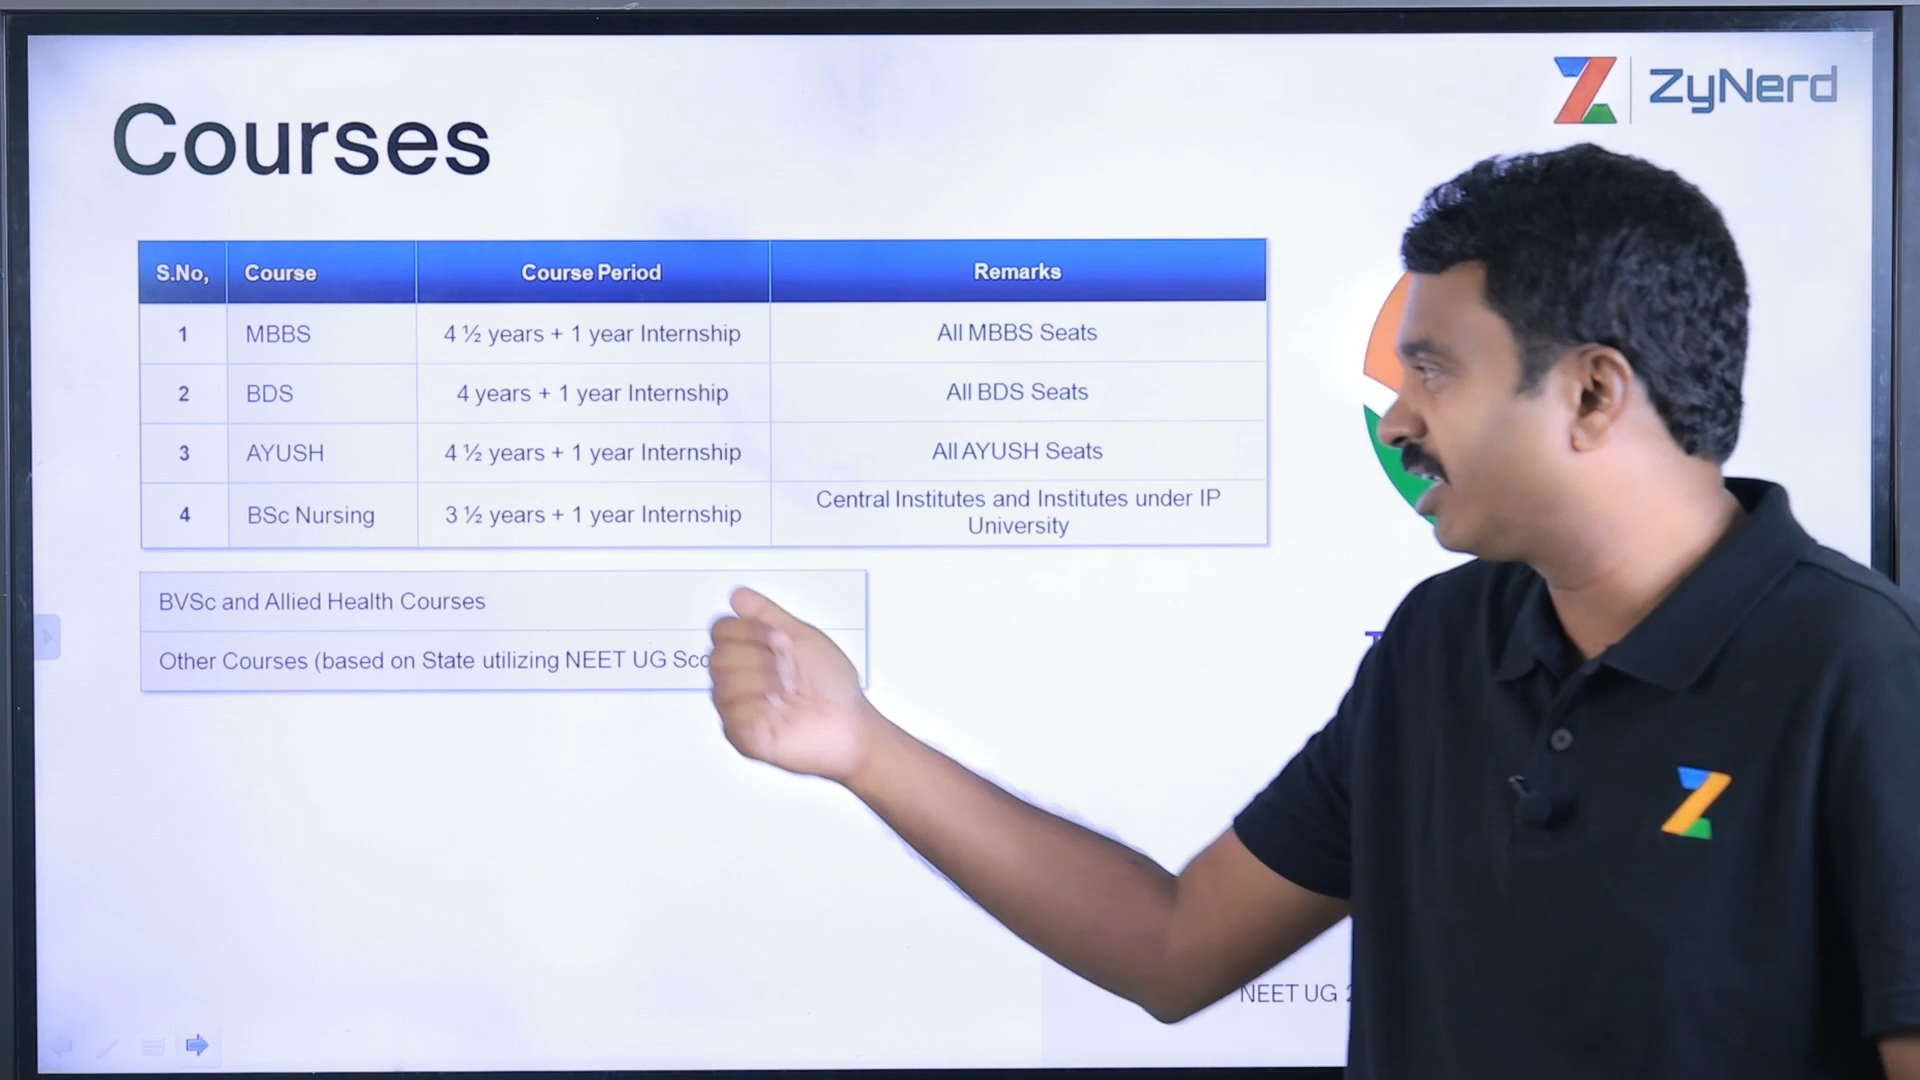 ZyNerd
Courses
S.No, Course Course Period Remarks
1 MBBS 4 ½ years + 1 year Internship All MBBS Seats
2 BDS 4 years + 1 year Internship All BDS Seats
3 AYUSH 4 ½ years + 1 year Internship All AYUSH Seats
4 BSc Nursing 3 ½ years + 1 year Internship Central Institutes and Institutes under IP
University
BVSc and Allied Health Courses
Other Courses (based on State utilizing NEET UG
NEET UG